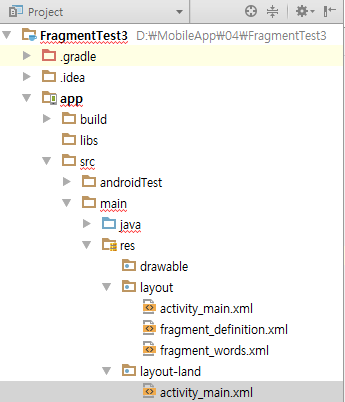 Project
FragmentTest3 D:₩MobileApp₩04₩FragmentTest3
.gradle
.idea
app
build
libs
src
androidTest
main
java
res
drawable
layout
activity_main.xml
fragment_definition.xml
fragment_words.xml
layout-land
activity_main.xml